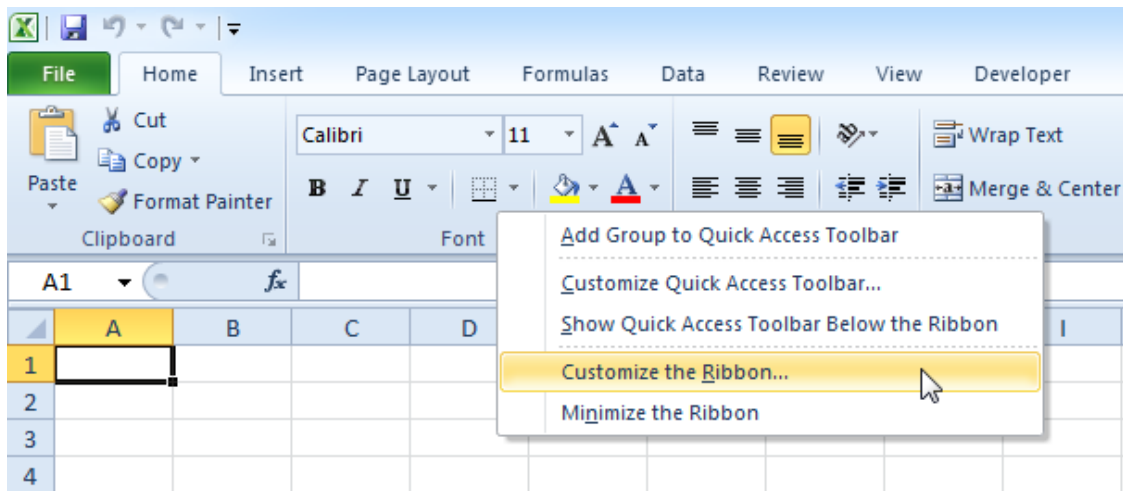 File Home Insert Page Layout Formulas Data Review View Developer
Cut
Calibri 11 A A Wrap Text
Copy
Paste
Format Painter B I U A Merge & Center
Clipboard Font
Add Group to Quick Access Toolbar
A1 fx
Customize Quick Access Toolbar...
A B C D I
Show Quick Access Toolbar Below the Ribbon
1
Customize the Ribbon...
2
Minimize the Ribbon
3
4